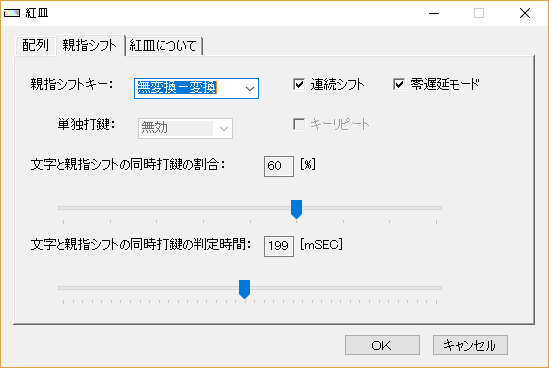 紅皿
配列 親指シフト 紅皿について
親指シフトキー： 無変換－変換 連続シフト 零遅延モード
単独打鍵： 無効 キーリピート
文字と親指シフトの同時打鍵の割合： 60 [%]
文字と親指シフトの同時打鍵の判定時間： 199 [mSEC]
OK キャンセル